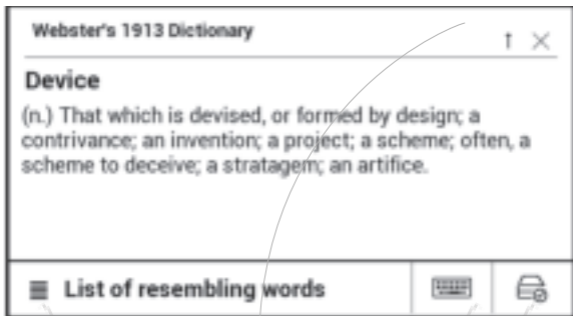 Webster's 1913 Dictionary
Device
(n.) That which is devised, or formed by design; a
contrivance; an invention; a project; a scheme; often, a
scheme to deceive; a stratagem; an artifice.
List of resembling words